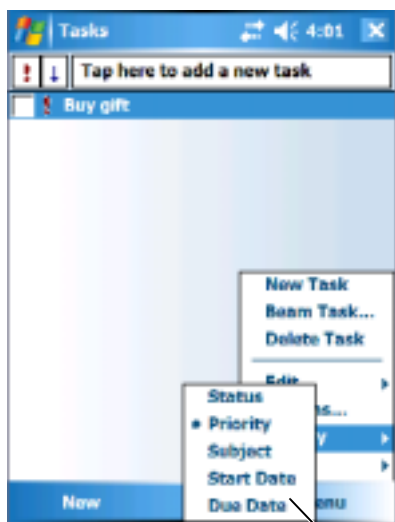 Tasks 4:01
Tap here to add a new task
Buy gift
New Task
Beam Task...
Delete Task
Edit
Status
Priority
Subject
Start Date
Due Date
New